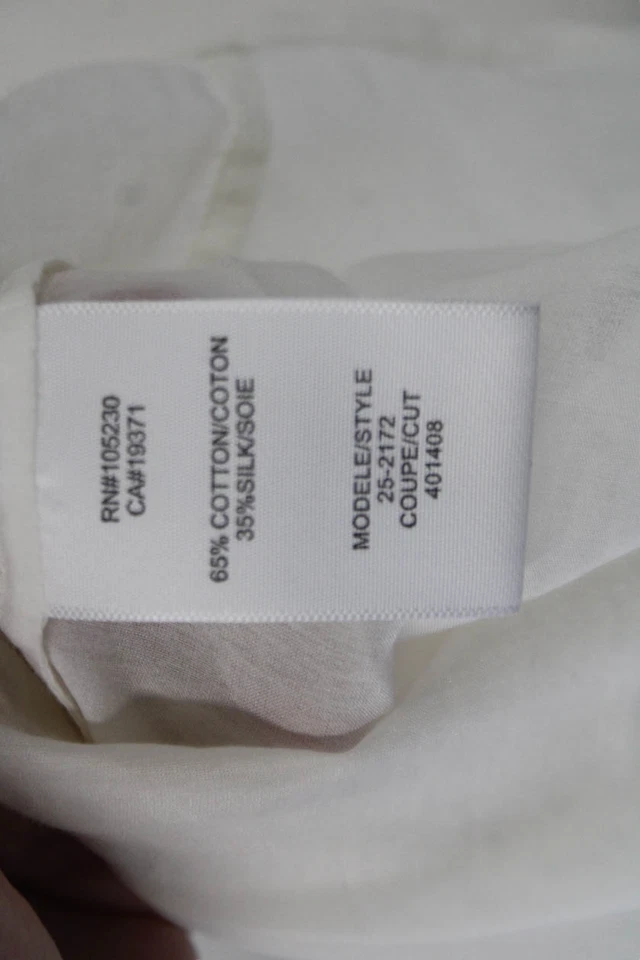 RN#105230
CA#19371
65% COTTON/COTON
35%SILK/SOIE
MODELE/STYLE
25-2172
COUPE/CUT
401408